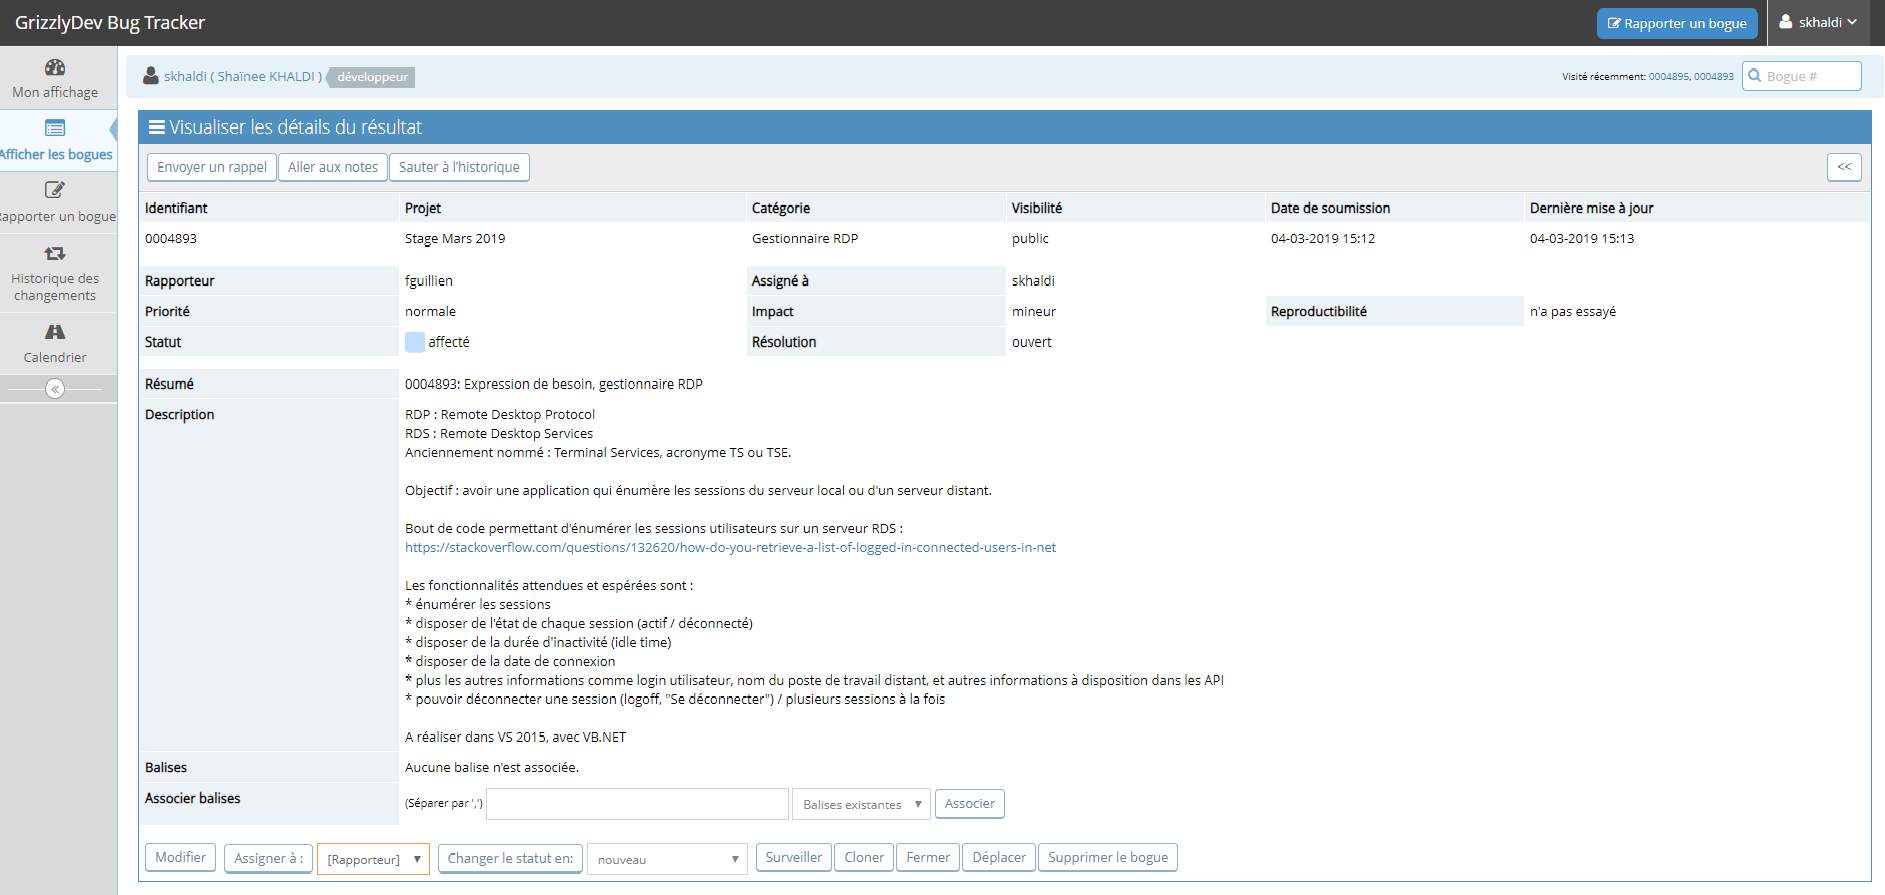 GrizzlyDev Bug Tracker
Rapporter un bogue
skhaldi
Mon affichage
Afficher les bogues
Rapporter un bogue
Historique des
changements
Calendrier
skhaldi ( Shaïnee KHALDI ) développeur
Visité récemment: 0004895, 0004893
Bogue #
Visualiser les détails du résultat
Envoyer un rappel Aller aux notes Sauter à l'historique <<
Identifiant Projet Catégorie Visibilité Date de soumission Dernière mise à jour
0004893 Stage Mars 2019 Gestionnaire RDP public 04-03-2019 15:12 04-03-2019 15:13
Rapporteur fguillien Assigné à skhaldi
Priorité normale Impact mineur Reproductibilité n'a pas essayé
Statut affecté Résolution ouvert
Résumé 0004893: Expression de besoin, gestionnaire RDP
Description RDP : Remote Desktop Protocol
RDS : Remote Desktop Services
Anciennement nommé : Terminal Services, acronyme TS ou TSE.
Objectif : avoir une application qui énumère les sessions du serveur local ou d'un serveur distant.
Bout de code permettant d'énumérer les sessions utilisateurs sur un serveur RDS :
https://stackoverflow.com/questions/132620/how-do-you-retrieve-a-list-of-logged-in-connected-users-in-net
Les fonctionnalités attendues et espérées sont :
* énumérer les sessions
* disposer de l'état de chaque session (actif / déconnecté)
* disposer de la durée d'inactivité (idle time)
* disposer de la date de connexion
* plus les autres informations comme login utilisateur, nom du poste de travail distant, et autres informations à disposition dans les API
* pouvoir déconnecter une session (logoff, "Se déconnecter") / plusieurs sessions à la fois
A réaliser dans VS 2015, avec VB.NET
Balises Aucune balise n'est associée.
Associer balises (Séparer par ',') Balises existantes Associer
Modifier Assigner à : [Rapporteur] Changer le statut en: nouveau Surveiller Cloner Fermer Déplacer Supprimer le bogue